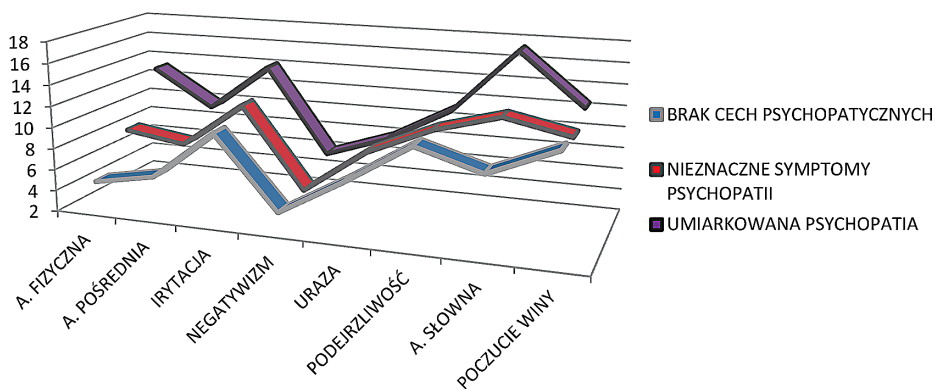 18
16
14
12
10
8
6
4
2
A. FIZYCZNA
A. POŚREDNIA
IRYTACJA
NEGATYWIZM
URAZA
PODEJRZLIWOŚĆ
A. SŁOWNA
POCZUCIE WINY
BRAK CECH PSYCHOPATYCZNYCH
NIEZNACZNE SYMPTOMY
PSYCHOPATII
UMIARKOWANA PSYCHOPATIA